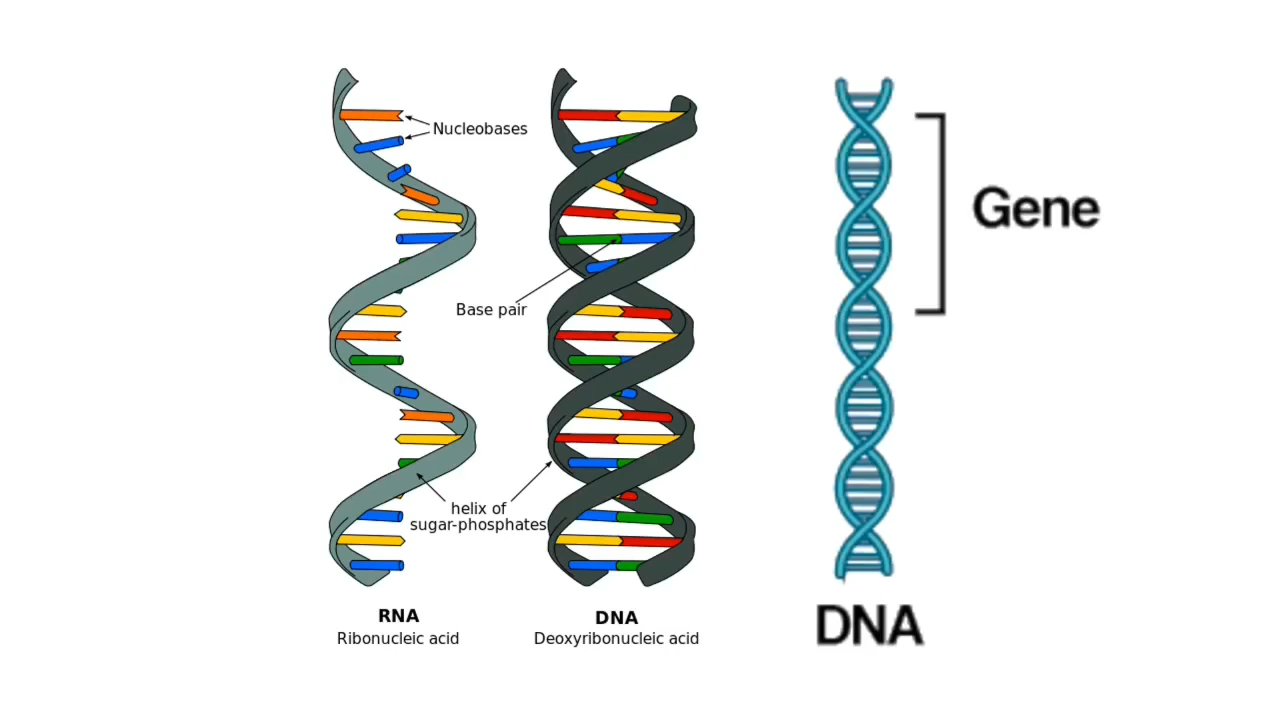 Nucleobases
Base pair
helix of
sugar-phosphates
RNA
Ribonucleic acid
DNA
Deoxyribonucleic acid
Gene
DNA